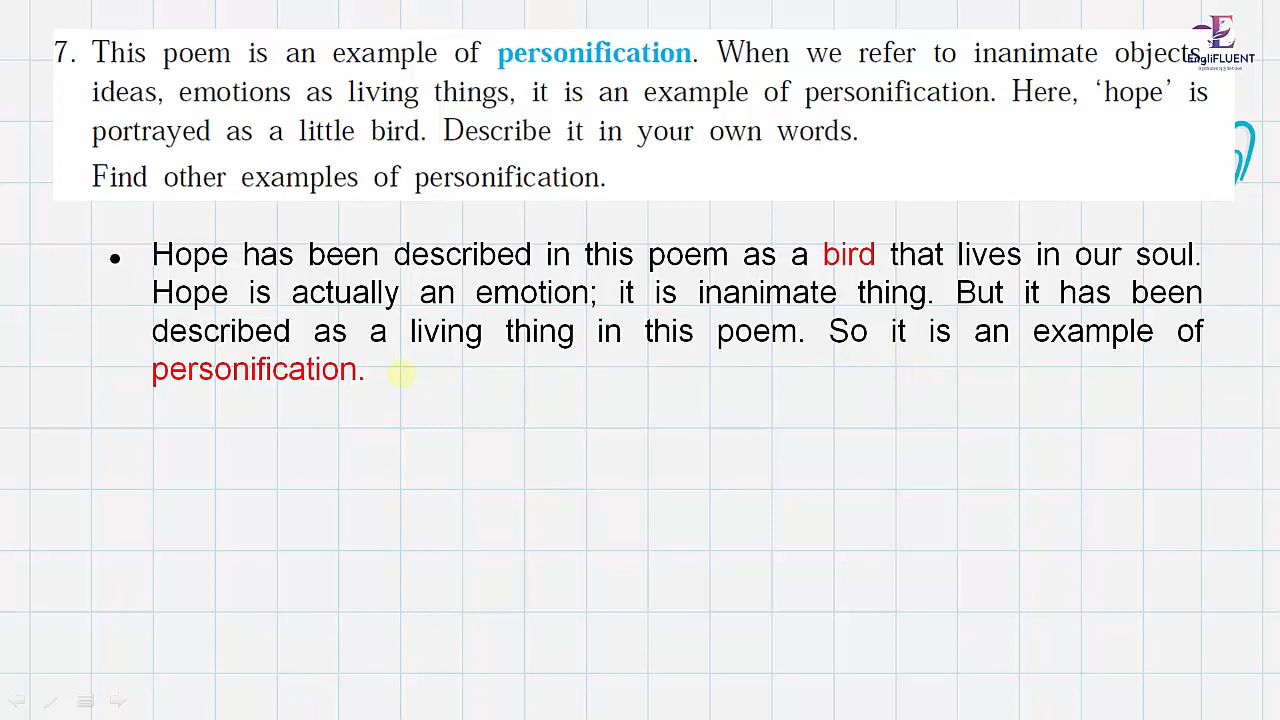 7. This poem is an example of personification. When we refer to inanimate objects,
ideas, emotions as living things, it is an example of personification. Here, ‘hope’ is
portrayed as a little bird. Describe it in your own words.
Find other examples of personification.
E
EngliFLUENT
• Hope has been described in this poem as a bird that lives in our soul.
Hope is actually an emotion; it is inanimate thing. But it has been
described as a living thing in this poem. So it is an example of
personification.